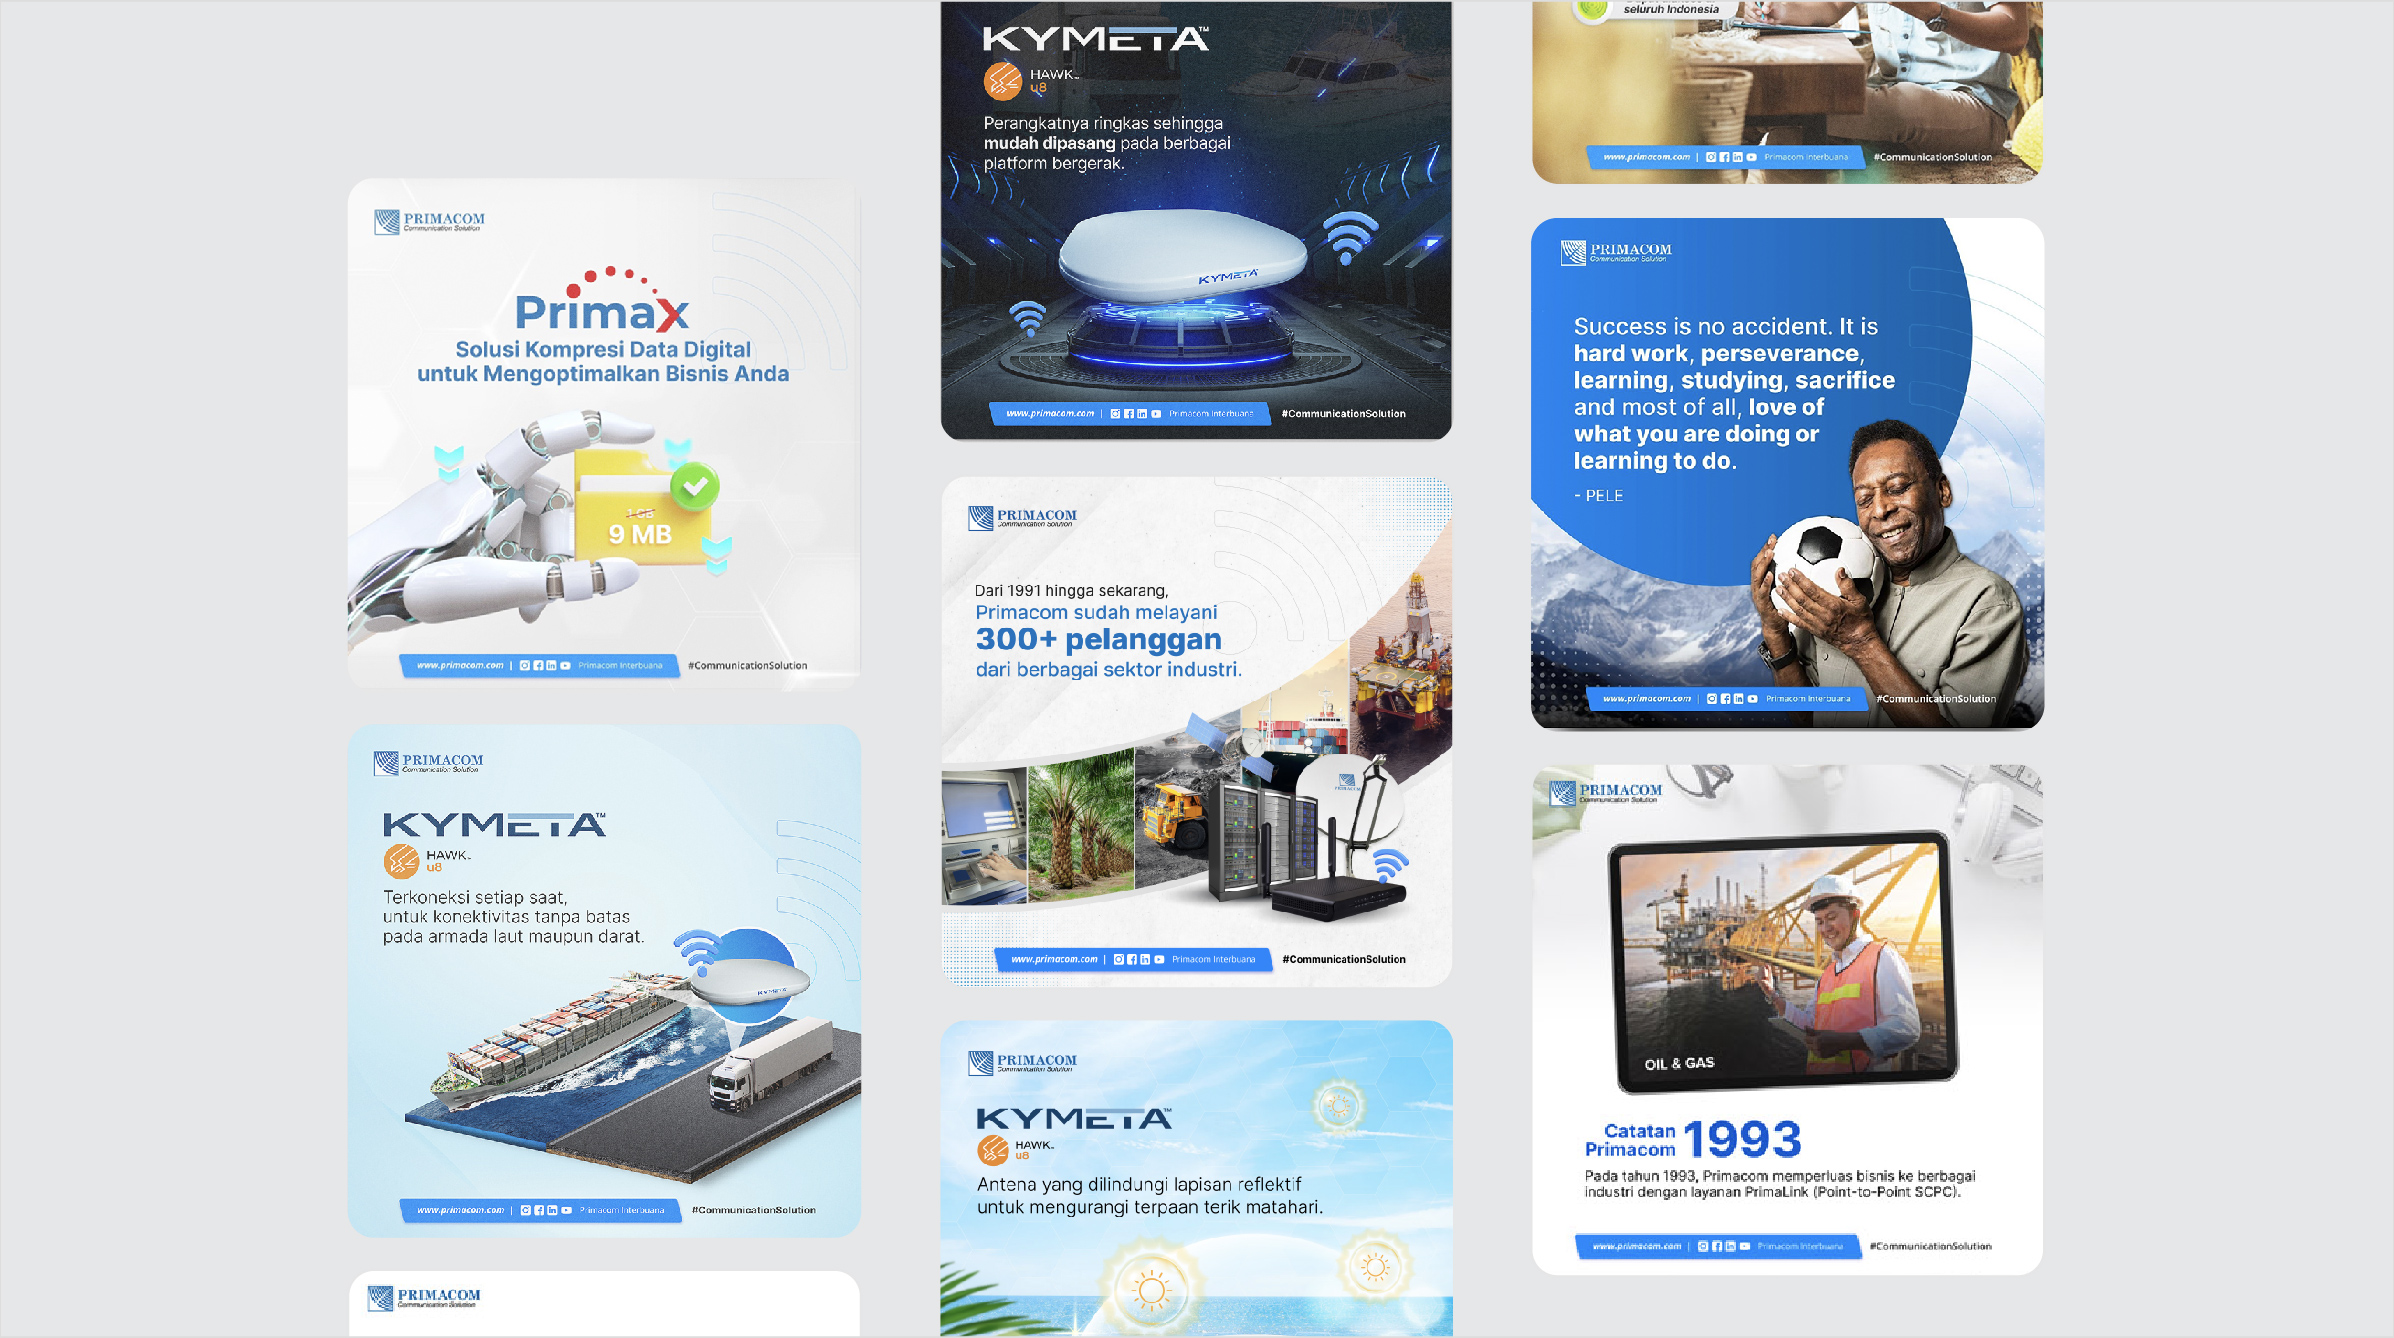 PRIMACOM
Communication Solution
Primax
Solusi Kompresi Data Digital
untuk Mengoptimalkan Bisnis Anda
1 GB
9 MB
www.primacom.com | Primacom Interbuana #CommunicationSolution
PRIMACOM
Communication Solution
KYMETA™
HAWK™
u8
Terkoneksi setiap saat,
untuk konektivitas tanpa batas
pada armada laut maupun darat.
KYMETA
www.primacom.com | Primacom Interbuana #CommunicationSolution
PRIMACOM
Communication Solution
KYMETA™
HAWK™
u8
Perangkatnya ringkas sehingga
mudah dipasang pada berbagai
platform bergerak.
KYMETA
www.primacom.com | Primacom Interbuana #CommunicationSolution
PRIMACOM
Communication Solution
Dari 1991 hingga sekarang,
Primacom sudah melayani
300+ pelanggan
dari berbagai sektor industri.
PRIMACOM
www.primacom.com | Primacom Interbuana #CommunicationSolution
PRIMACOM
Communication Solution
KYMETA™
HAWK™
u8
Antena yang dilindungi lapisan reflektif
untuk mengurangi terpaan terik matahari.
seluruh Indonesia
www.primacom.com | Primacom Interbuana #CommunicationSolution
PRIMACOM
Communication Solution
Success is no accident. It is
hard work, perseverance,
learning, studying, sacrifice
and most of all, love of
what you are doing or
learning to do.
- PELE
www.primacom.com | Primacom Interbuana #CommunicationSolution
PRIMACOM
Communication Solution
OIL & GAS
Catatan
Primacom
1993
Pada tahun 1993, Primacom memperluas bisnis ke berbagai
industri dengan layanan PrimaLink (Point-to-Point SCPC).
www.primacom.com | Primacom Interbuana #CommunicationSolution